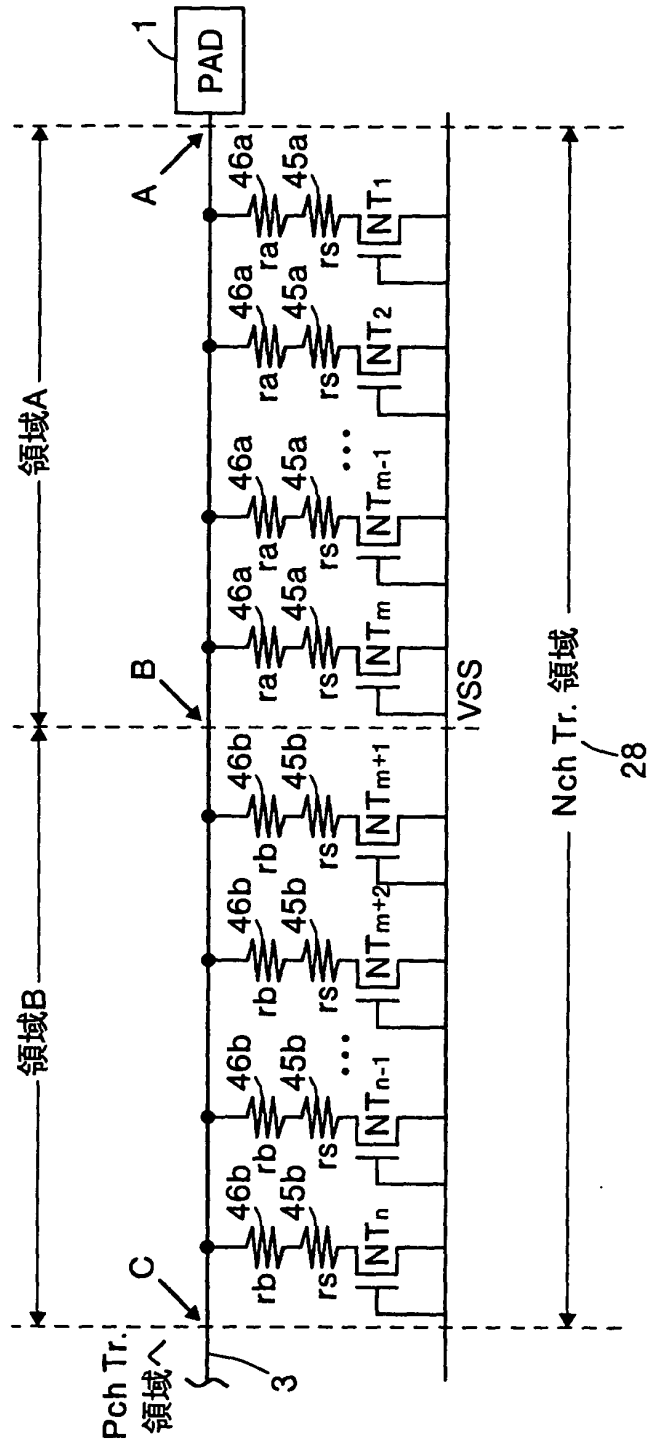 領域B 領域A
C B A 1
Pch Tr.
領域へ
3
PAD
46b 46b 46b 46b 46a 46a 46a 46a
rb rb rb rb ra ra ra ra
45b 45b 45b 45b 45a 45a 45a 45a
rs rs ••• rs rs rs rs ••• rs rs
NTn NTn-1 NTm+2 NTm+1 NTm NTm-1 NT2 NT1
VSS
Nch Tr. 領域
28